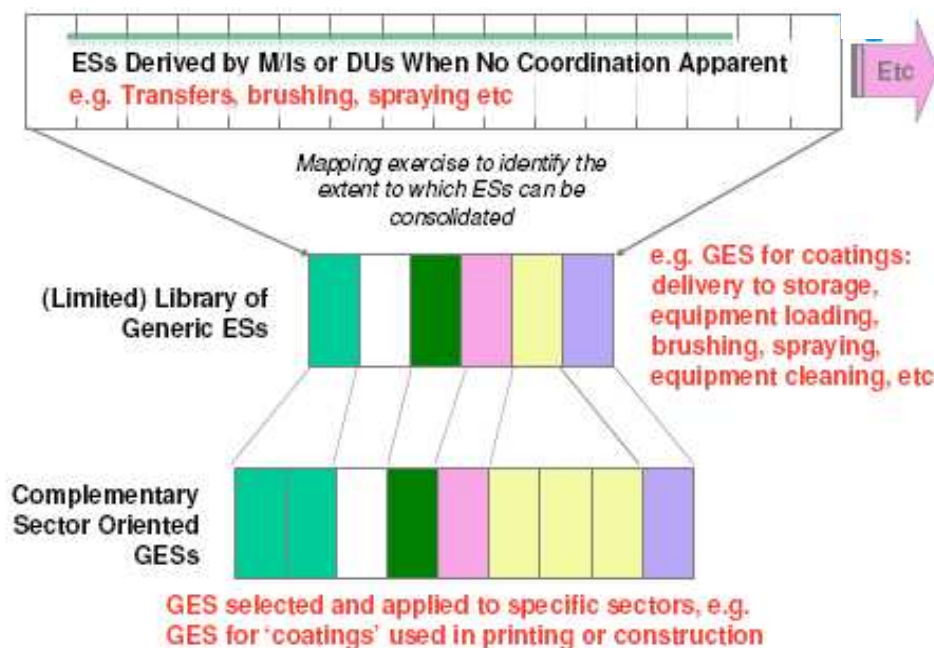 ESs Derived by M/Is or DUs When No Coordination Apparent
e.g. Transfers, brushing, spraying etc
Etc
Mapping exercise to identify the
extent to which ESs can be
consolidated
(Limited) Library of
Generic ESs
e.g. GES for coatings:
delivery to storage,
equipment loading,
brushing, spraying,
equipment cleaning, etc
Complementary
Sector Oriented
GESs
GES selected and applied to specific sectors, e.g.
GES for ‘coatings’ used in printing or construction